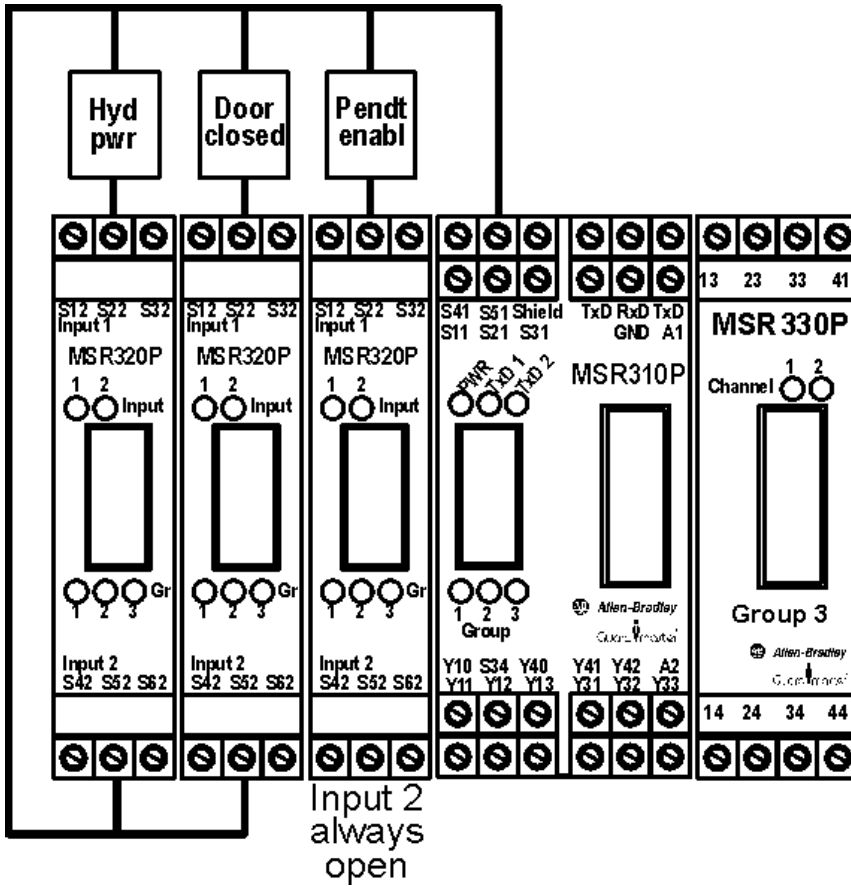 Hyd
pwr
Door
closed
Pendt
enabl
S12 S22 S32
Input 1
MSR320P
1 2
Input
Gr
1 2 3
Input 2
S42 S52 S62
S12 S22 S32
Input 1
MSR320P
1 2
Input
Gr
1 2 3
Input 2
S42 S52 S62
S12 S22 S32
Input 1
MSR320P
1 2
Input
Gr
1 2 3
Input 2
S42 S52 S62
Input 2
always
open
S41 S51 Shield
S11 S21 S31
PWR
TxD 1
TxD 2
1 2 3
Group
Y10 S34 Y40
Y11 Y12 Y13
TxD RxD TxD
GND A1
MSR310P
Allen-Bradley
Y41 Y42 A2
Y31 Y32 Y33
13 23 33 41
MSR 330P
1 2
Channel
Group 3
Allen-Bradley
14 24 34 44